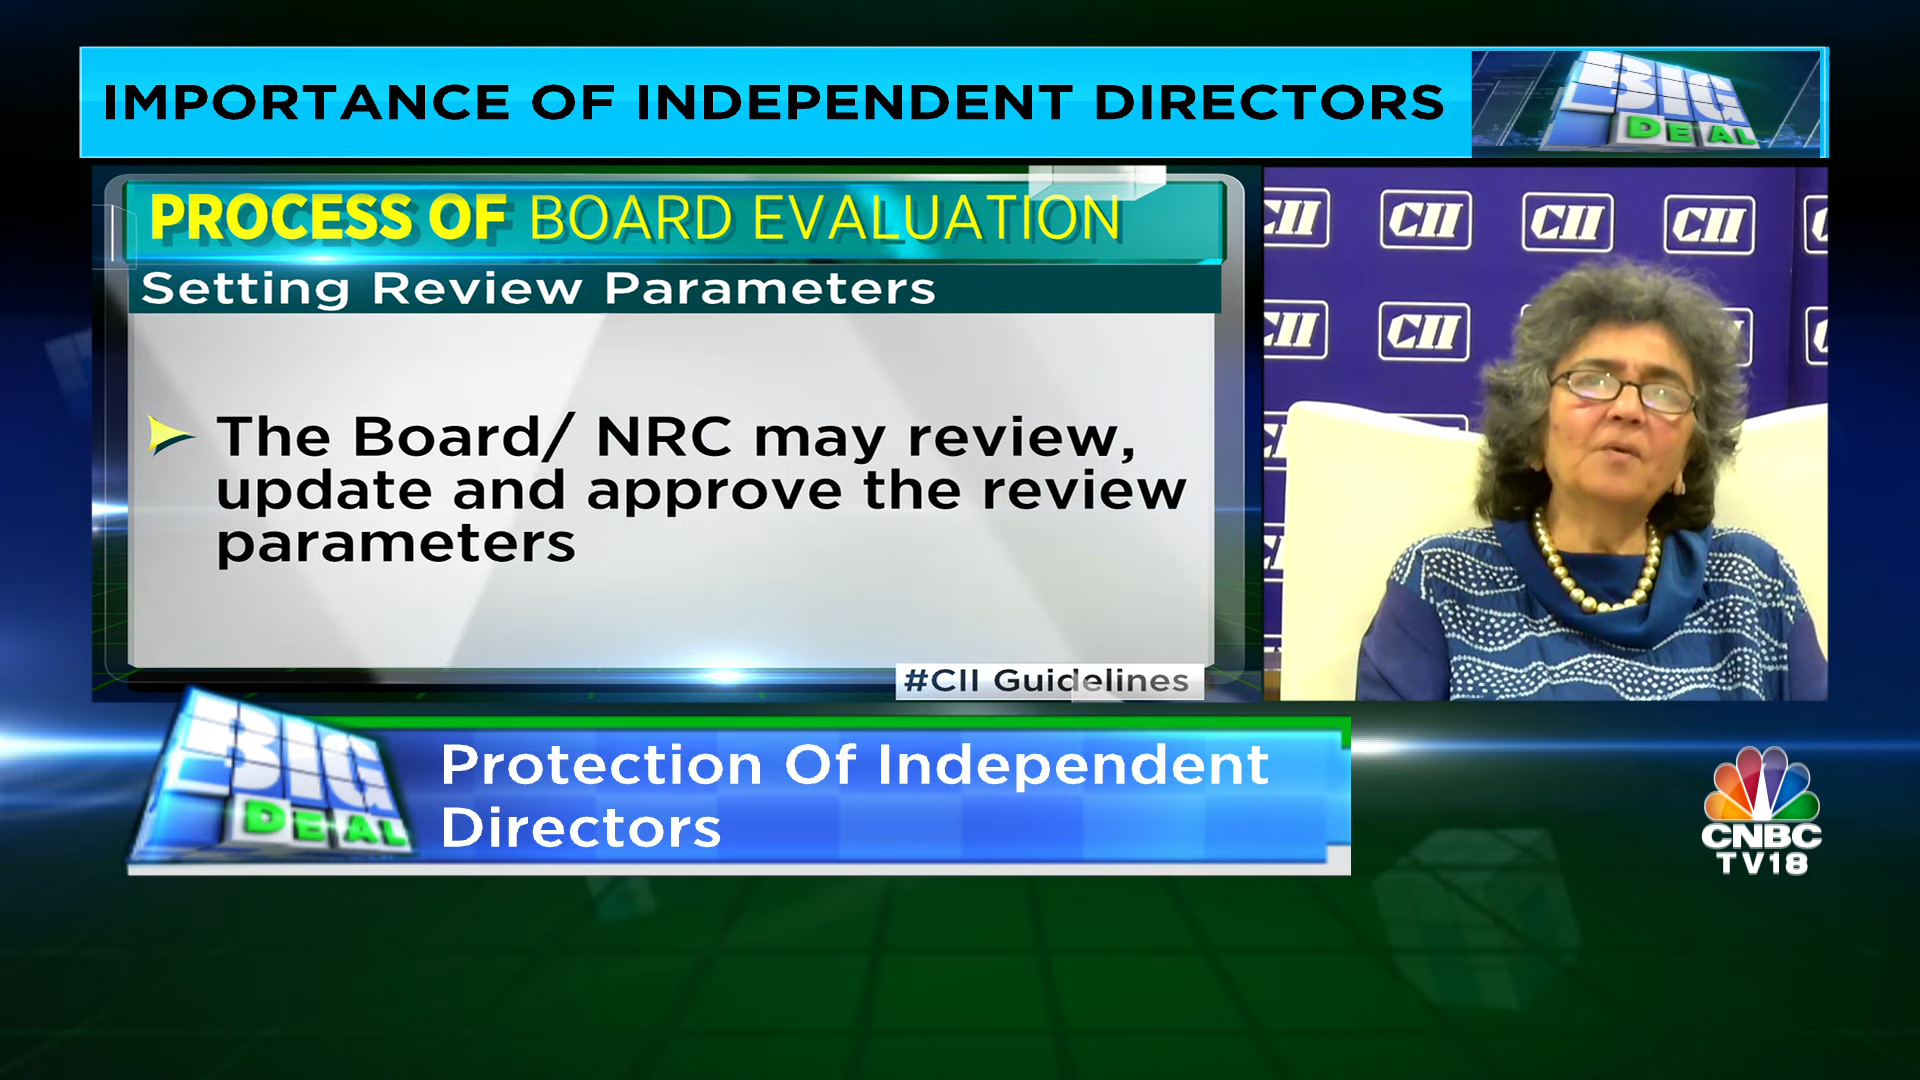 IMPORTANCE OF INDEPENDENT DIRECTORS
BIG
DEAL
PROCESS OF BOARD EVALUATION
Setting Review Parameters
The Board/ NRC may review,
update and approve the review
parameters
#CII Guidelines
CII CII CII CII
CII CII
BIG
DEAL
Protection Of Independent
Directors
CNBC
TV18